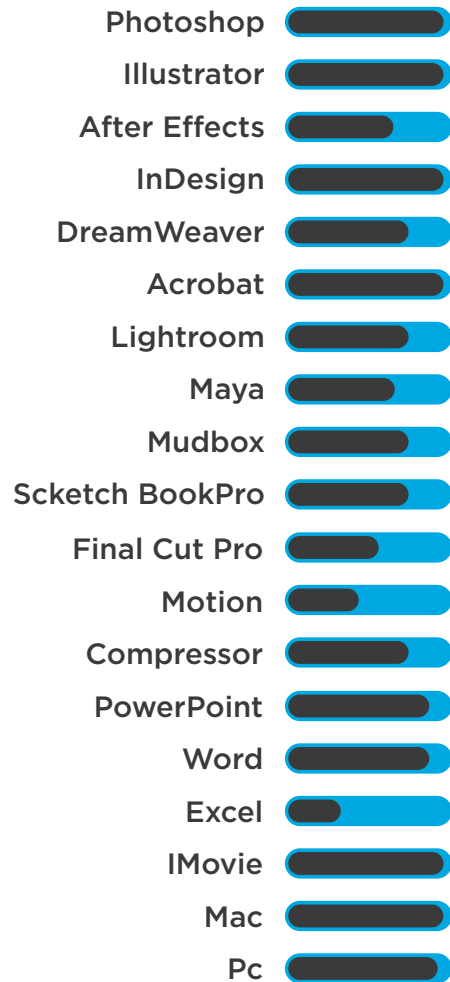 Photoshop
Illustrator
After Effects
InDesign
DreamWeaver
Acrobat
Lightroom
Maya
Mudbox
Scketch BookPro
Final Cut Pro
Motion
Compressor
PowerPoint
Word
Excel
IMovie
Mac
Pc